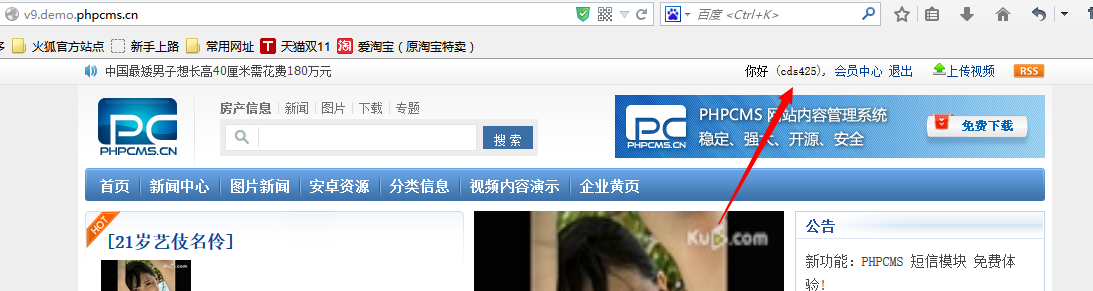 v9.demo.phpcms.cn
百度 <Ctrl+K>
火狐官方站点 新手上路 常用网址 T 天猫双11 淘 爱淘宝（原淘宝特卖）
中国最矮男子想长高40厘米需花费180万元
你好 (cds425), 会员中心 退出 上传视频 RSS
PC
PHPCMS.CN
房产信息 | 新闻 | 图片 | 下载 | 专题
搜 索
PC
PHPCMS.CN
PHPCMS 网站内容管理系统
稳定、强大、开源、安全
免费下载
首页 新闻中心 图片新闻 安卓资源 分类信息 视频内容演示 企业黄页
HOT
[21岁艺伎名伶]
Ku6.com
公告
新功能：PHPCMS 短信模块 免费体
验!